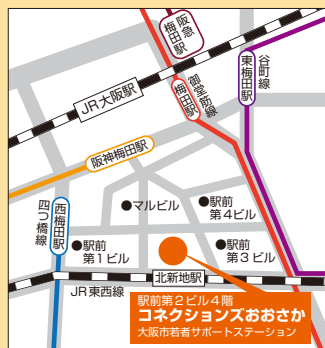 阪急
梅田駅
JR大阪駅
梅田駅
御堂筋線
東梅田駅
谷町線
阪神梅田駅
西梅田駅
四つ橋線
●マルビル
●駅前
第4ビル
●駅前
第1ビル
●駅前
第3ビル
北新地駅
JR東西線
駅前第2ビル4階
コネクションズおおさか
大阪市若者サポートステーション